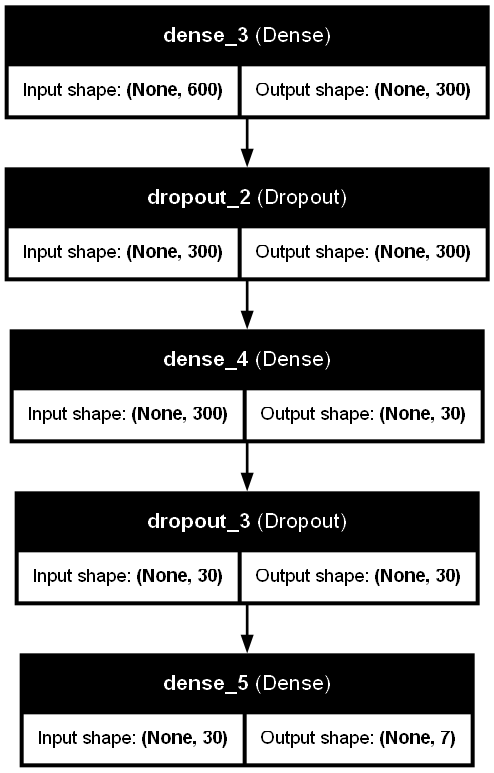 dense_3 (Dense)
Input shape: (None, 600) Output shape: (None, 300)
dropout_2 (Dropout)
Input shape: (None, 300) Output shape: (None, 300)
dense_4 (Dense)
Input shape: (None, 300) Output shape: (None, 30)
dropout_3 (Dropout)
Input shape: (None, 30) Output shape: (None, 30)
dense_5 (Dense)
Input shape: (None, 30) Output shape: (None, 7)